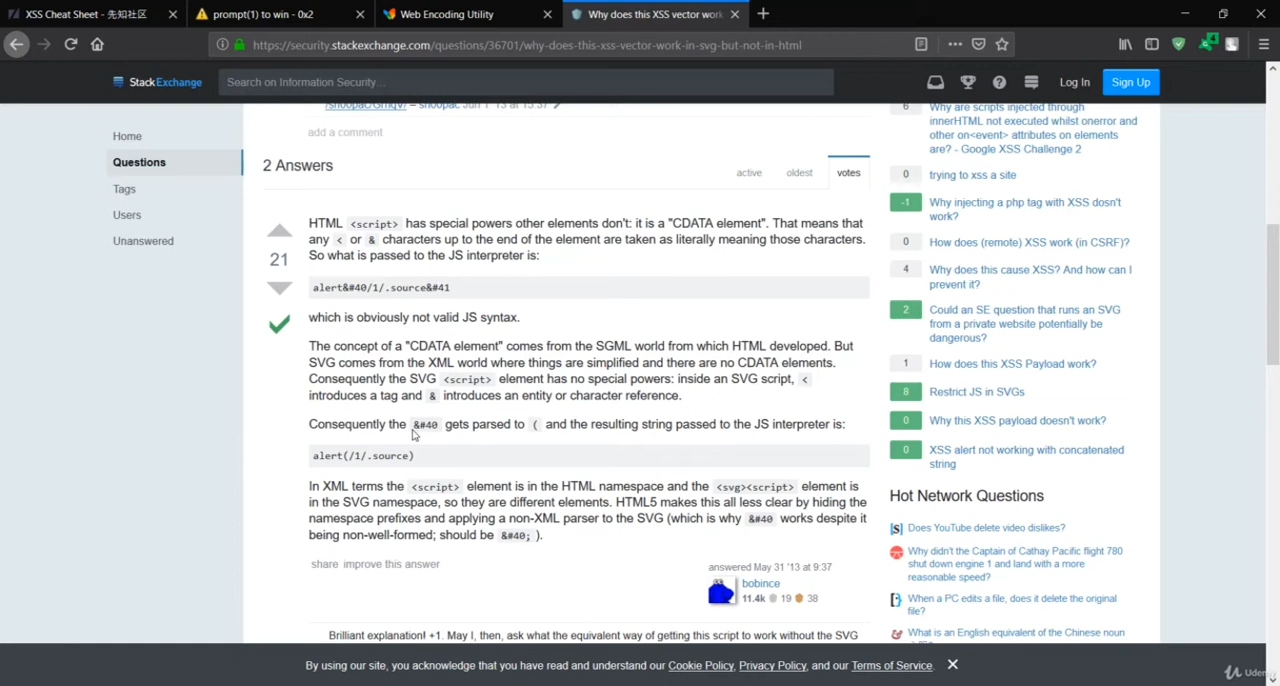 XSS Cheat Sheet - 先知社区
prompt(1) to win - 0x2
Web Encoding Utility
Why does this XSS vector work
https://security.stackexchange.com/questions/36701/why-does-this-xss-vector-work-in-svg-but-not-in-html
4
StackExchange
Search on Information Security...
Log In
Sign Up
Home
Questions
Tags
Users
Unanswered
add a comment
2 Answers
active
oldest
votes
21
HTML <script> has special powers other elements don't: it is a "CDATA element". That means that
any < or & characters up to the end of the element are taken as literally meaning those characters.
So what is passed to the JS interpreter is:
alert&#40/1/.source&#41
which is obviously not valid JS syntax.
The concept of a "CDATA element" comes from the SGML world from which HTML developed. But
SVG comes from the XML world where things are simplified and there are no CDATA elements.
Consequently the SVG <script> element has no special powers: inside an SVG script, <
introduces a tag and & introduces an entity or character reference.
Consequently the &#40 gets parsed to ( and the resulting string passed to the JS interpreter is:
alert(/1/.source)
In XML terms the <script> element is in the HTML namespace and the <svg><script> element is
in the SVG namespace, so they are different elements. HTML5 makes this all less clear by hiding the
namespace prefixes and applying a non-XML parser to the SVG (which is why &#40 works despite it
being non-well-formed; should be &#40; ).
share improve this answer
answered May 31 '13 at 9:37
bobince
11.4k 19 38
Brilliant explanation! +1. May I, then, ask what the equivalent way of getting this script to work without the SVG
6
Why are scripts injected through
innerHTML not executed whilst onerror and
other on<event> attributes on elements
are? - Google XSS Challenge 2
0
trying to xss a site
-1
Why injecting a php tag with XSS dosn't
work?
0
How does (remote) XSS work (in CSRF)?
4
Why does this cause XSS? And how can I
prevent it?
2
Could an SE question that runs an SVG
from a private website potentially be
dangerous?
1
How does this XSS Payload work?
8
Restrict JS in SVGs
0
Why this XSS payload doesn't work?
0
XSS alert not working with concatenated
string
Hot Network Questions
Does YouTube delete video dislikes?
Why didn't the Captain of Cathay Pacific flight 780
shut down engine 1 and land with a more
reasonable speed?
When a PC edits a file, does it delete the original
file?
What is an English equivalent of the Chinese noun
By using our site, you acknowledge that you have read and understand our Cookie Policy, Privacy Policy, and our Terms of Service.